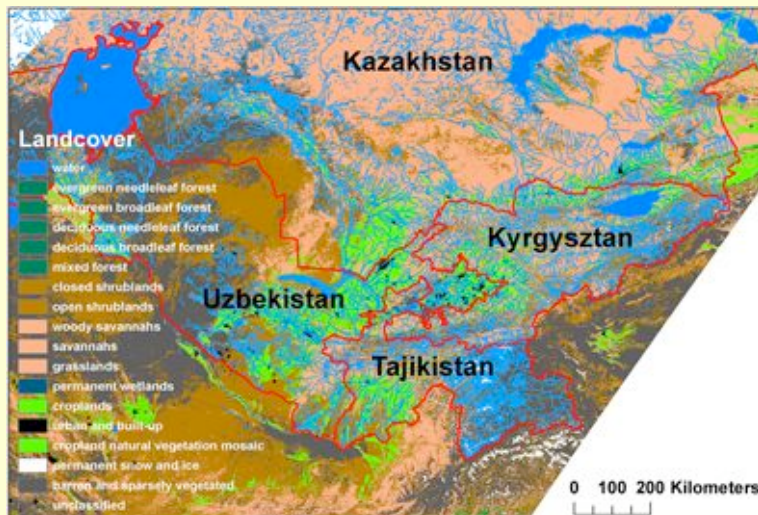 Kazakhstan
Landcover
water
evergreen needleleaf forest
evergreen broadleaf forest
deciduous needleleaf forest
deciduous broadleaf forest
mixed forest
closed shrublands
open shrublands
woody savannahs
savannahs
grasslands
permanent wetlands
croplands
urban and built-up
cropland natural vegetation mosaic
permanent snow and ice
barren and sparsely vegetated
unclassified
Kyrgysztan
Uzbekistan
Tajikistan
0 100 200 Kilometers